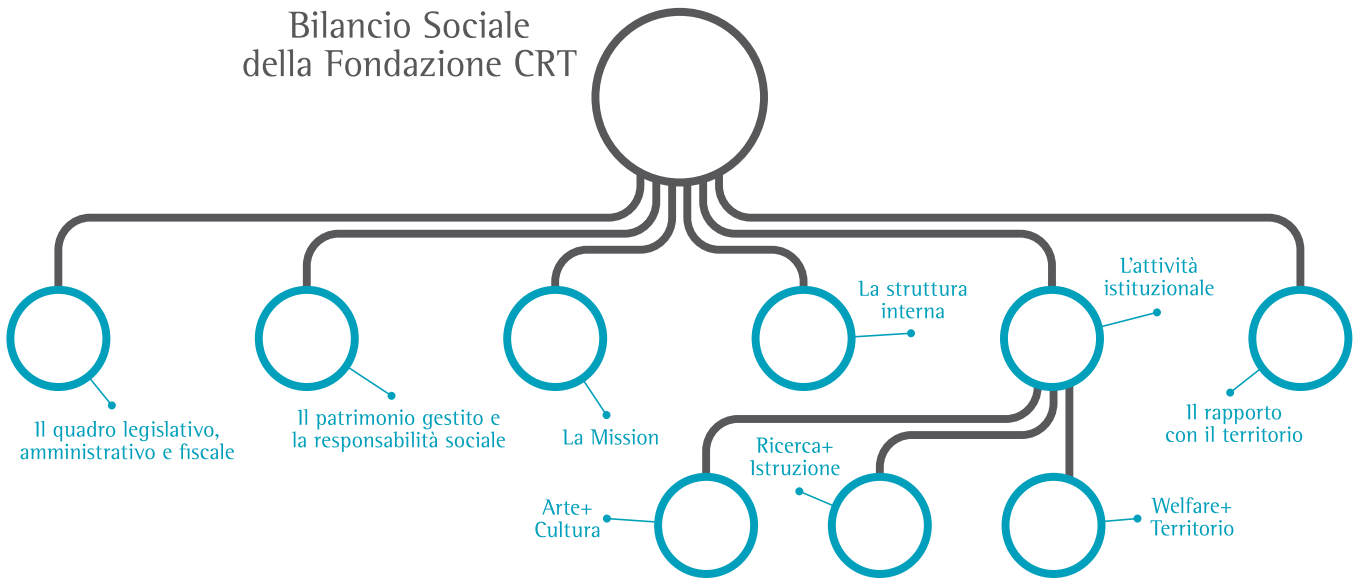 Bilancio Sociale
della Fondazione CRT
L'attività
istituzionale
La struttura
interna
Il quadro legislativo,
amministrativo e fiscale
Il patrimonio gestito e
la responsabilità sociale
La Mission
Il rapporto
con il territorio
Ricerca+
Istruzione
Arte+
Cultura
Welfare+
Territorio